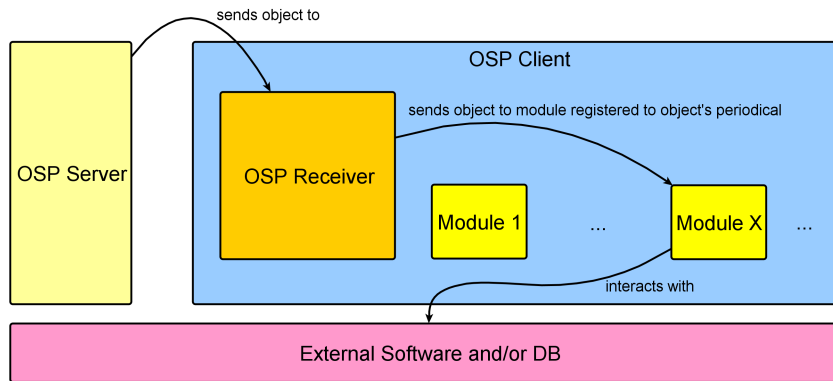 sends object to
OSP Client
sends object to module registered to object's periodical
OSP Server
OSP Receiver
Module 1
...
Module X
...
interacts with
External Software and/or DB